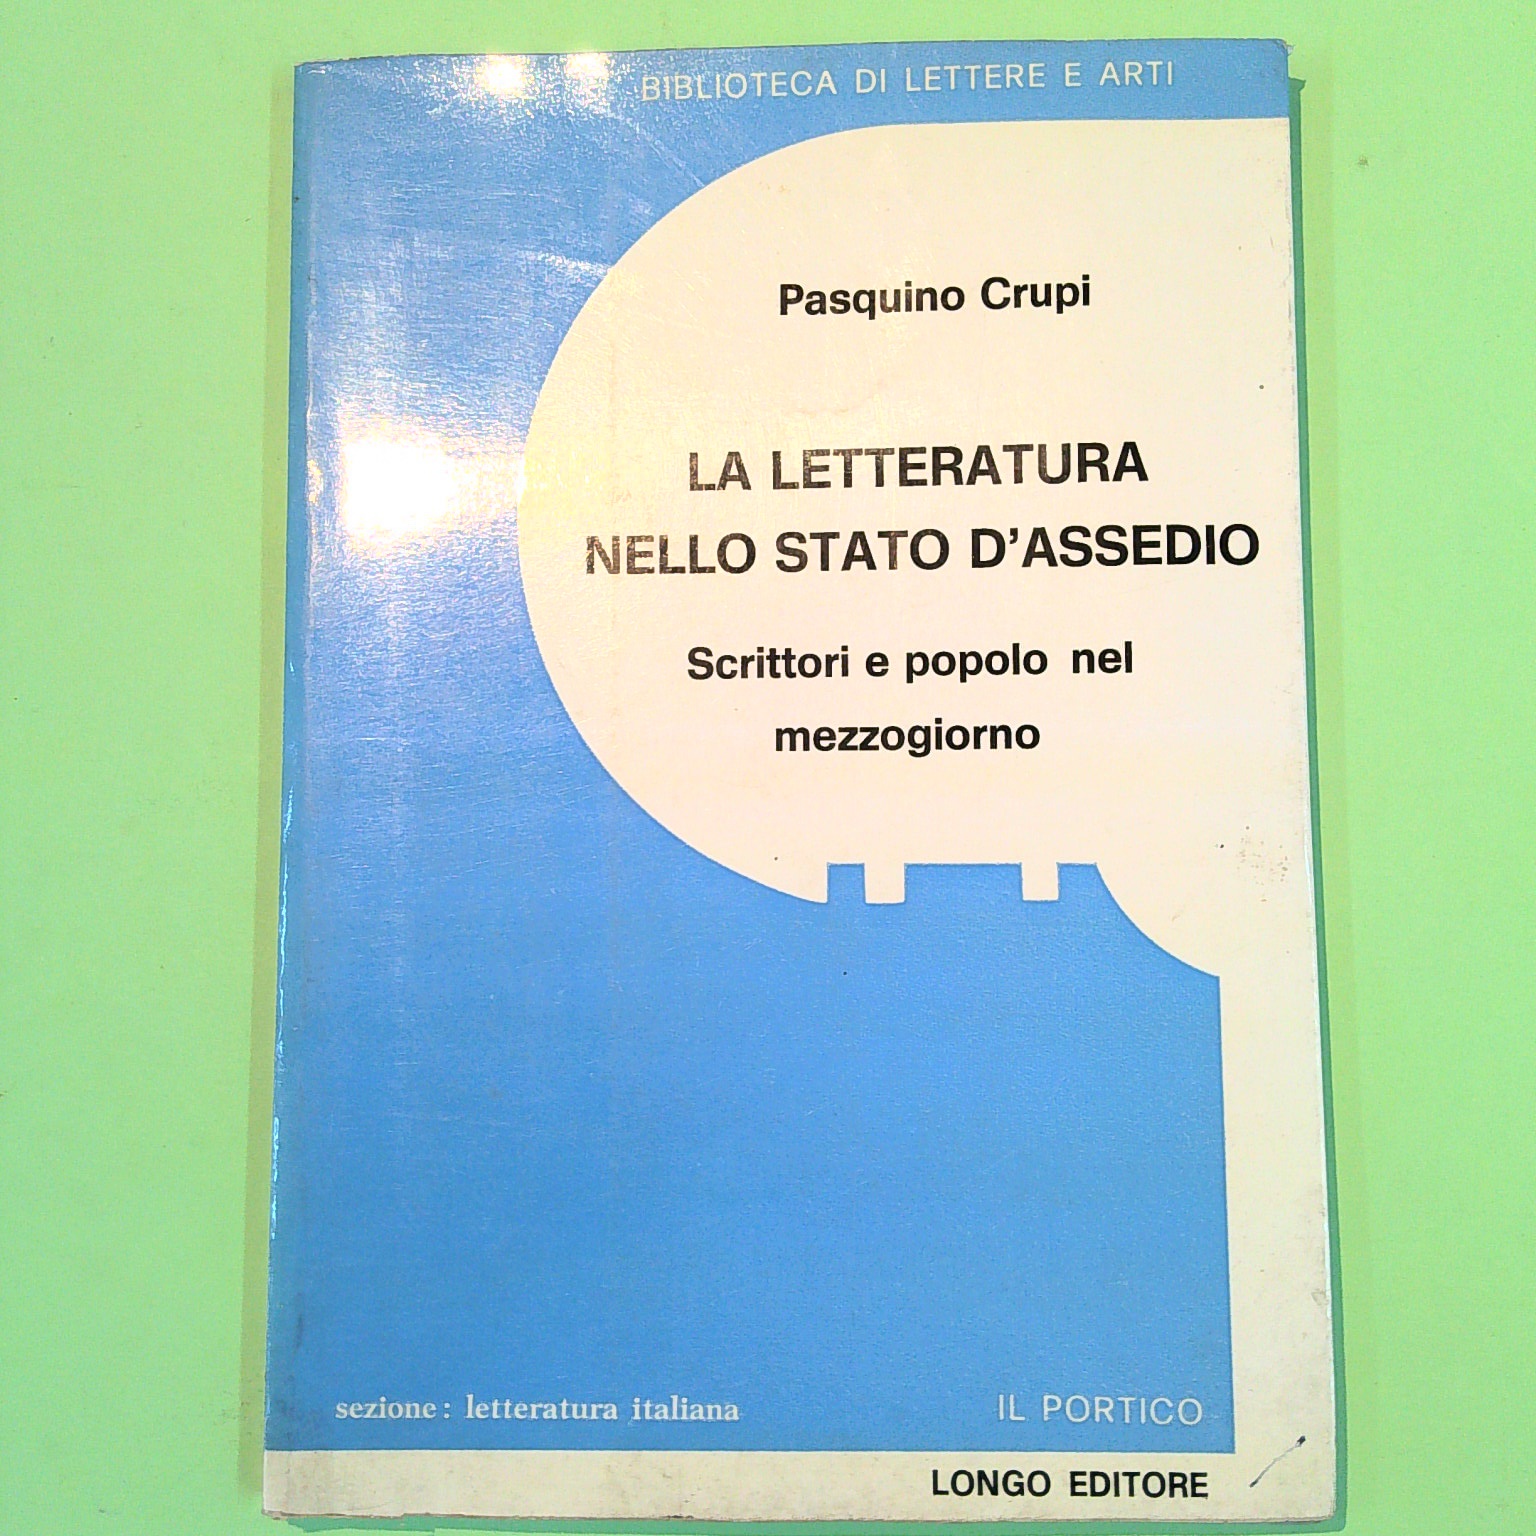 BIBLIOTECA DI LETTERE E ARTI
Pasquino Crupi
LA LETTERATURA
NELLO STATO D'ASSEDIO
Scrittori e popolo nel
mezzogiorno
sezione: letteratura italiana
IL PORTICO
LONGO EDITORE